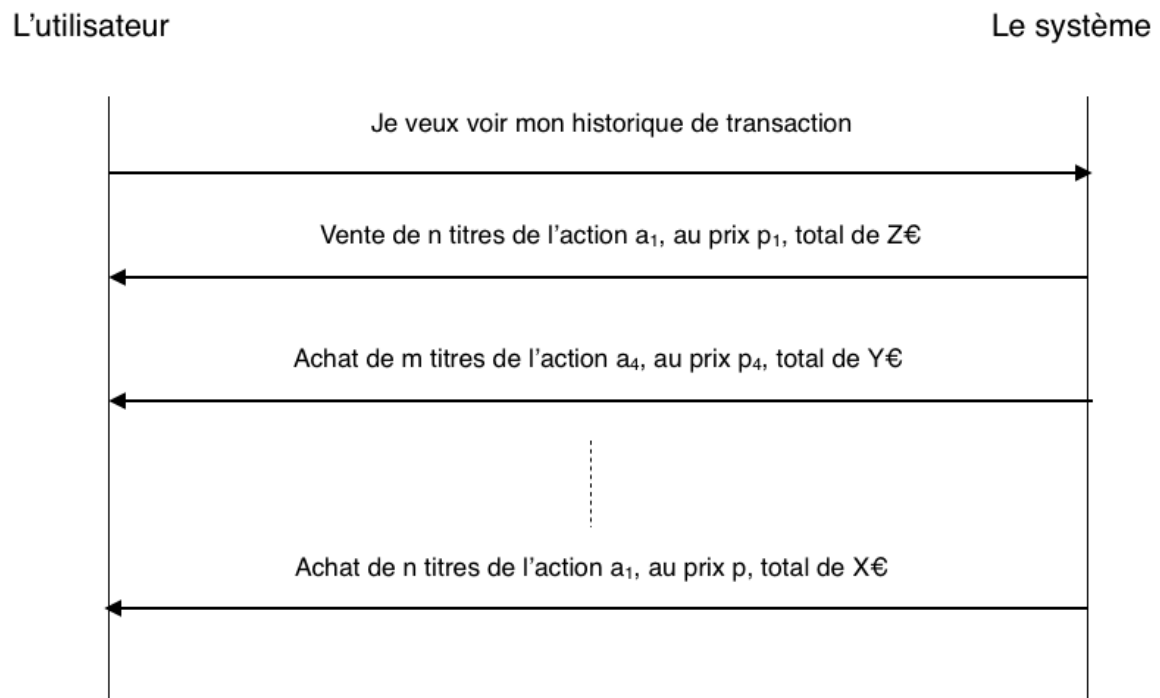 L'utilisateur
Le système
Je veux voir mon historique de transaction
Vente de n titres de l'action a₁, au prix p₁, total de Z€
Achat de m titres de l'action a₄, au prix p₄, total de Y€
Achat de n titres de l'action a₁, au prix p, total de X€